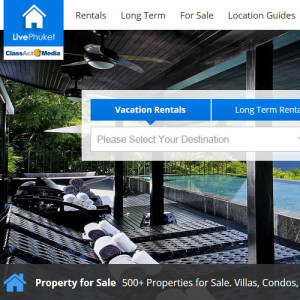 Rentals Long Term For Sale Location Guides
LivePhuket
ClassAct Media
Vacation Rentals Long Term Renta
Please Select Your Destination
Property for Sale 500+ Properties for Sale. Villas, Condos,